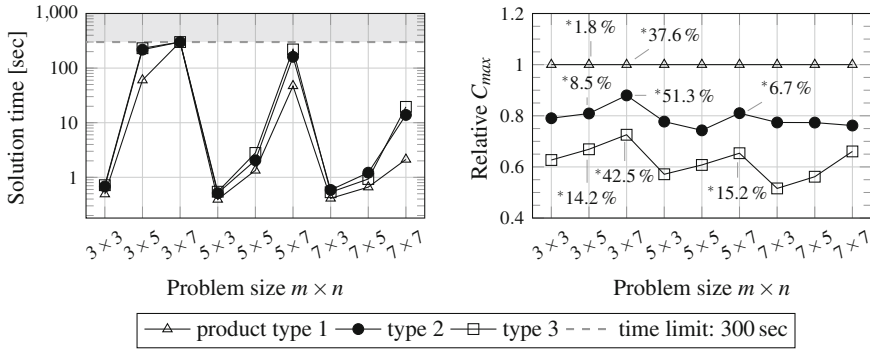 Solution time [sec]
1,000
100
10
1
3 × 3
3 × 5
3 × 7
5 × 3
5 × 5
5 × 7
7 × 3
7 × 5
7 × 7
Problem size m × n
Relative C_max
1.2
1
0.8
0.6
0.4
*1.8 %
*37.6 %
*8.5 %
*51.3 %
*6.7 %
*14.2 %
*42.5 %
*15.2 %
3 × 3
3 × 5
3 × 7
5 × 3
5 × 5
5 × 7
7 × 3
7 × 5
7 × 7
Problem size m × n
product type 1 type 2 type 3 time limit: 300 sec